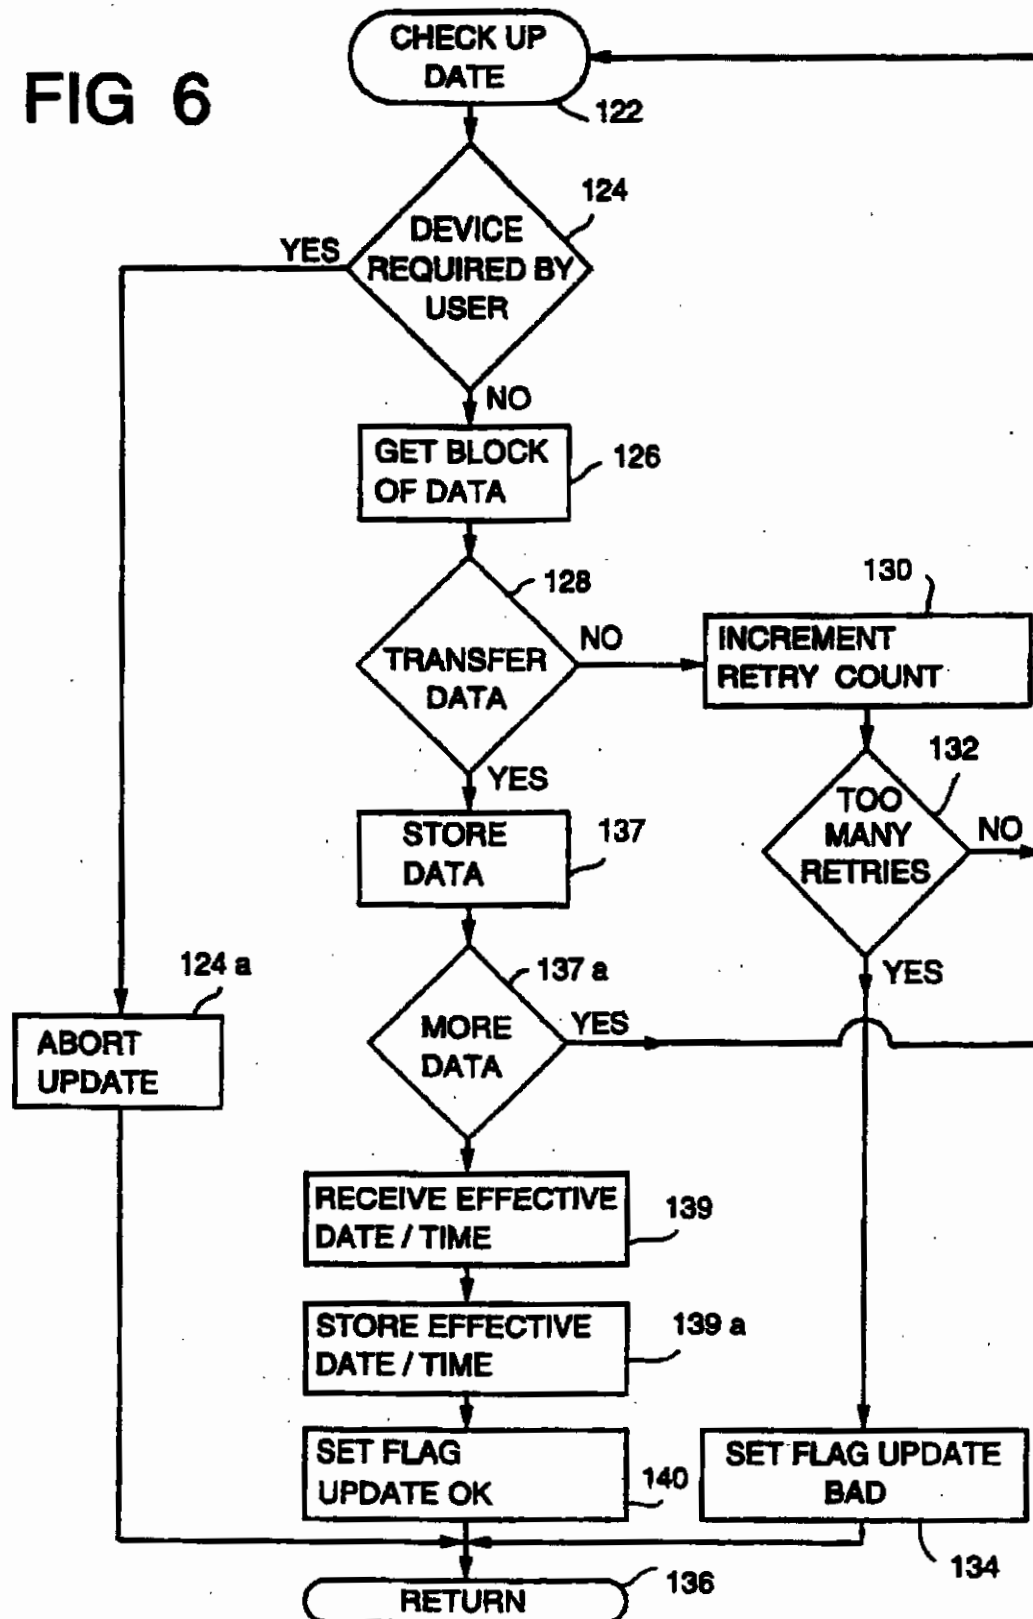 FIG 6
CHECK UP
DATE
122
124
DEVICE
REQUIRED BY
USER
YES
NO
GET BLOCK
OF DATA
126
128
TRANSFER
DATA
NO
130
INCREMENT
RETRY COUNT
YES
132
TOO
MANY
RETRIES
NO
STORE
DATA
137
YES
137 a
MORE
DATA
YES
124 a
ABORT
UPDATE
RECEIVE EFFECTIVE
DATE / TIME
139
STORE EFFECTIVE
DATE / TIME
139 a
SET FLAG
UPDATE OK
140
SET FLAG UPDATE
BAD
134
RETURN
136